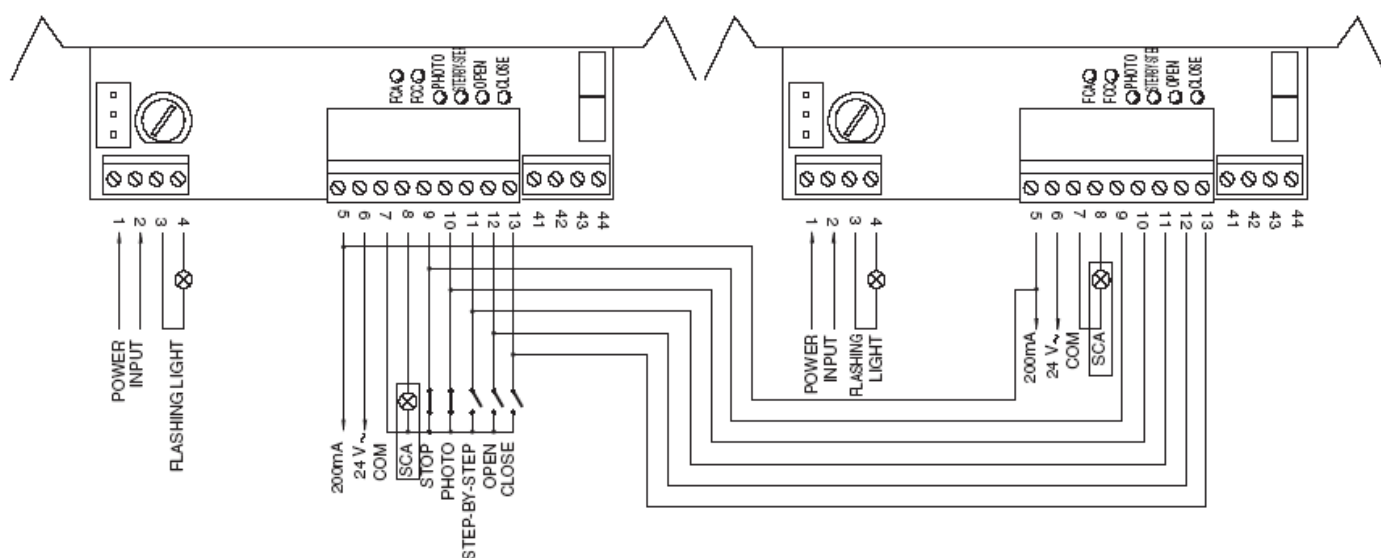 FCA
FCC
PHOTO
STEP-BY-STEP
OPEN
CLOSE
1 2 3 4
5 6 7 8 9 10 11 12 13
41 42 43 44
POWER INPUT
FLASHING LIGHT
200mA
24 V~
COM
SCA
STOP
PHOTO
STEP-BY-STEP
OPEN
CLOSE
FCA
FCC
PHOTO
OPEN
CLOSE
1 2 3 4
5 6 7 8 9 10 11 12 13
41 42 43 44
POWER INPUT
FLASHING LIGHT
200mA
24 V~
COM
SCA